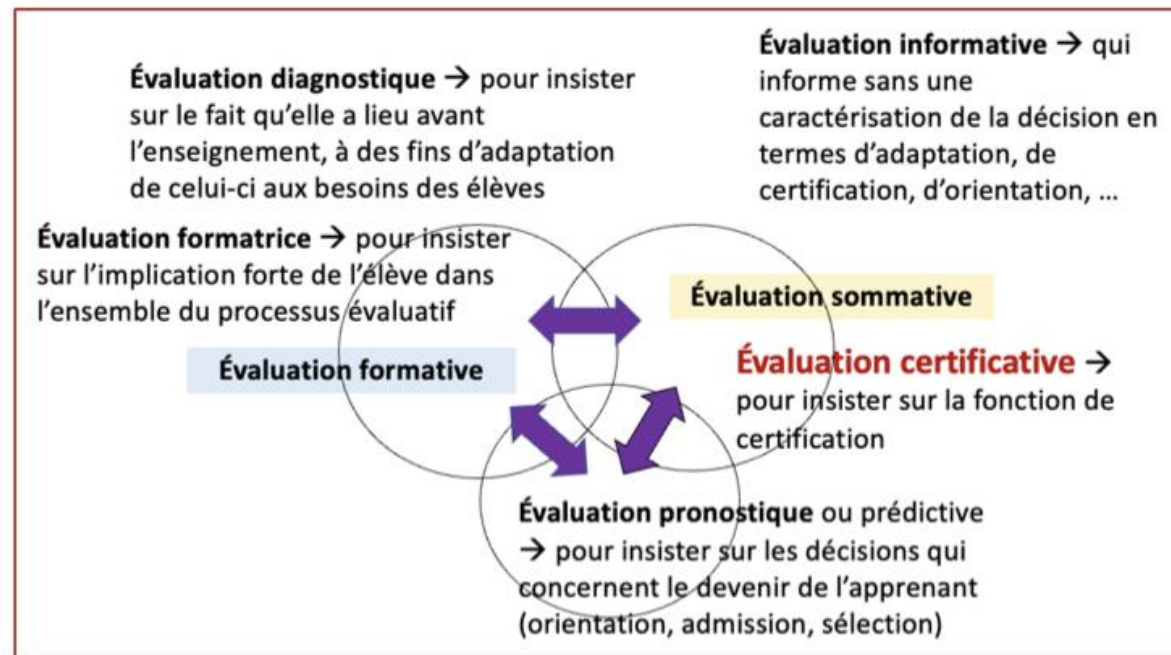 Évaluation diagnostique → pour insister
sur le fait qu’elle a lieu avant
l’enseignement, à des fins d’adaptation
de celui-ci aux besoins des élèves
Évaluation informative → qui
informe sans une
caractérisation de la décision en
termes d’adaptation, de
certification, d’orientation, …
Évaluation formatrice → pour insister
sur l’implication forte de l’élève dans
l’ensemble du processus évaluatif
Évaluation formative
Évaluation sommative
Évaluation certificative →
pour insister sur la fonction de
certification
Évaluation pronostique ou prédictive
→ pour insister sur les décisions qui
concernent le devenir de l’apprenant
(orientation, admission, sélection)